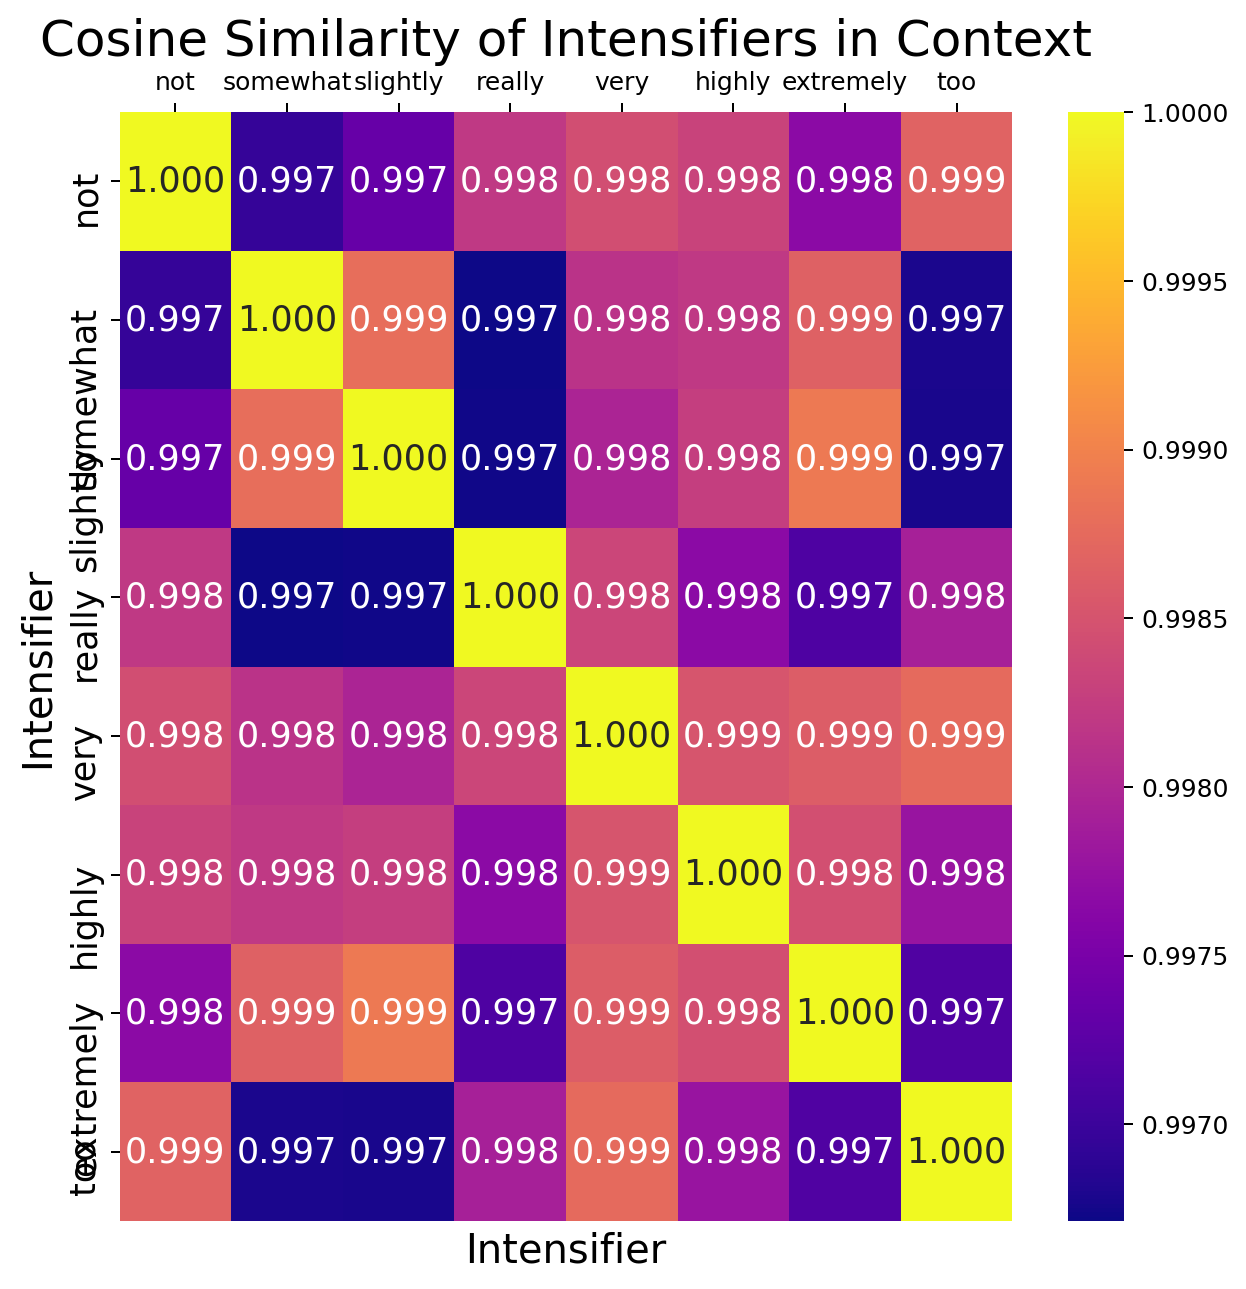 Cosine Similarity of Intensifiers in Context
not somewhat slightly really very highly extremely too
not 1.000 0.997 0.997 0.998 0.998 0.998 0.998 0.999
somewhat 0.997 1.000 0.999 0.997 0.998 0.998 0.999 0.997
slightly 0.997 0.999 1.000 0.997 0.998 0.998 0.999 0.997
really 0.998 0.997 0.997 1.000 0.998 0.998 0.997 0.998
very 0.998 0.998 0.998 0.998 1.000 0.999 0.999 0.999
highly 0.998 0.998 0.998 0.998 0.999 1.000 0.998 0.998
extremely 0.998 0.999 0.999 0.997 0.999 0.998 1.000 0.997
too 0.999 0.997 0.997 0.998 0.999 0.998 0.997 1.000
Intensifier
Intensifier
1.0000
0.9995
0.9990
0.9985
0.9980
0.9975
0.9970